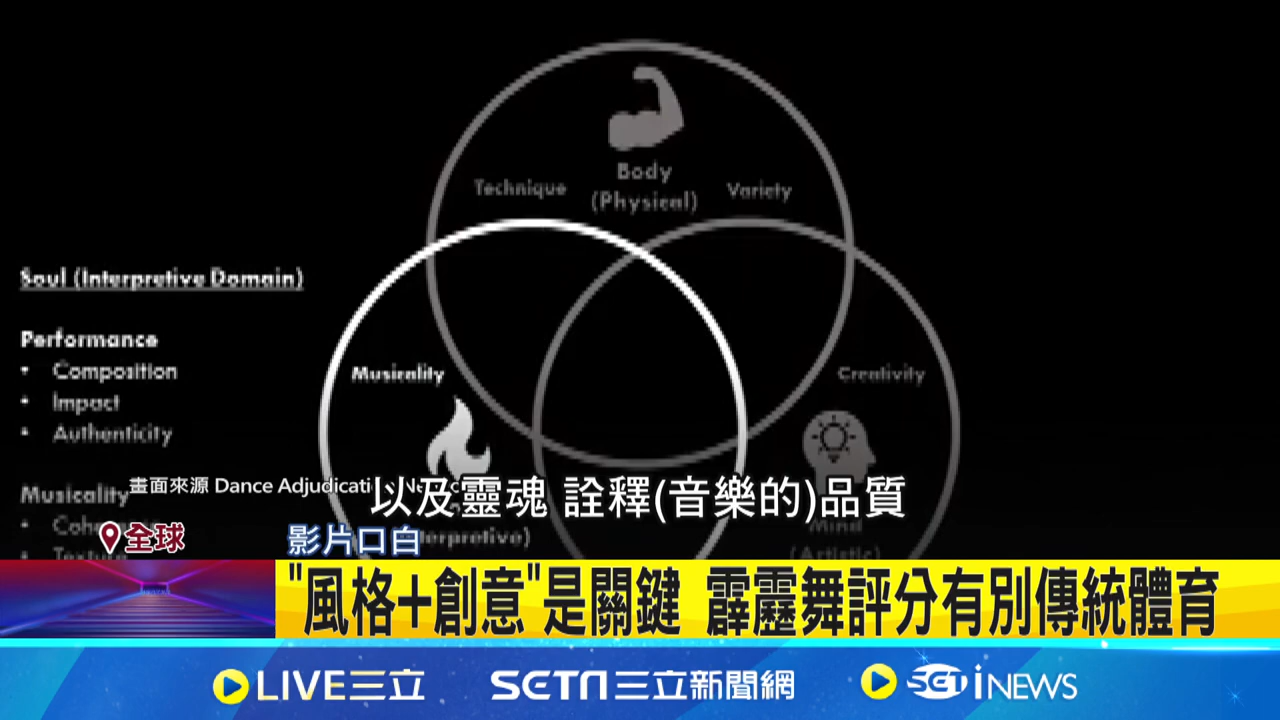 Body
(Physical)
Technique
Variety
Soul (Interpretive Domain)
Performance
• Composition
• Impact
• Authenticity
Musicality
Creativity
Musicality
畫面來源 Dance Adjudicati
以及靈魂 詮釋(音樂的)品質
Mind
(Artistic)
全球
影片口白
"風格+創意"是關鍵 霹靂舞評分有別傳統體育
LIVE三立
SETN三立新聞網
SETiNEWS